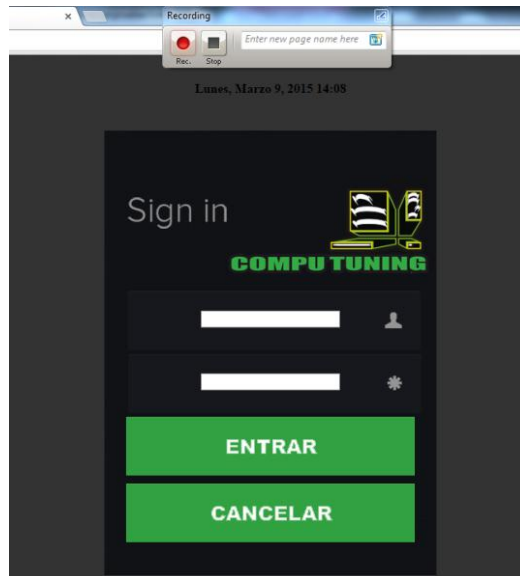 Recording
Enter new page name here
Rec. Stop
Lunes, Marzo 9, 2015 14:08
Sign in
COMPU TUNING
ENTRAR
CANCELAR